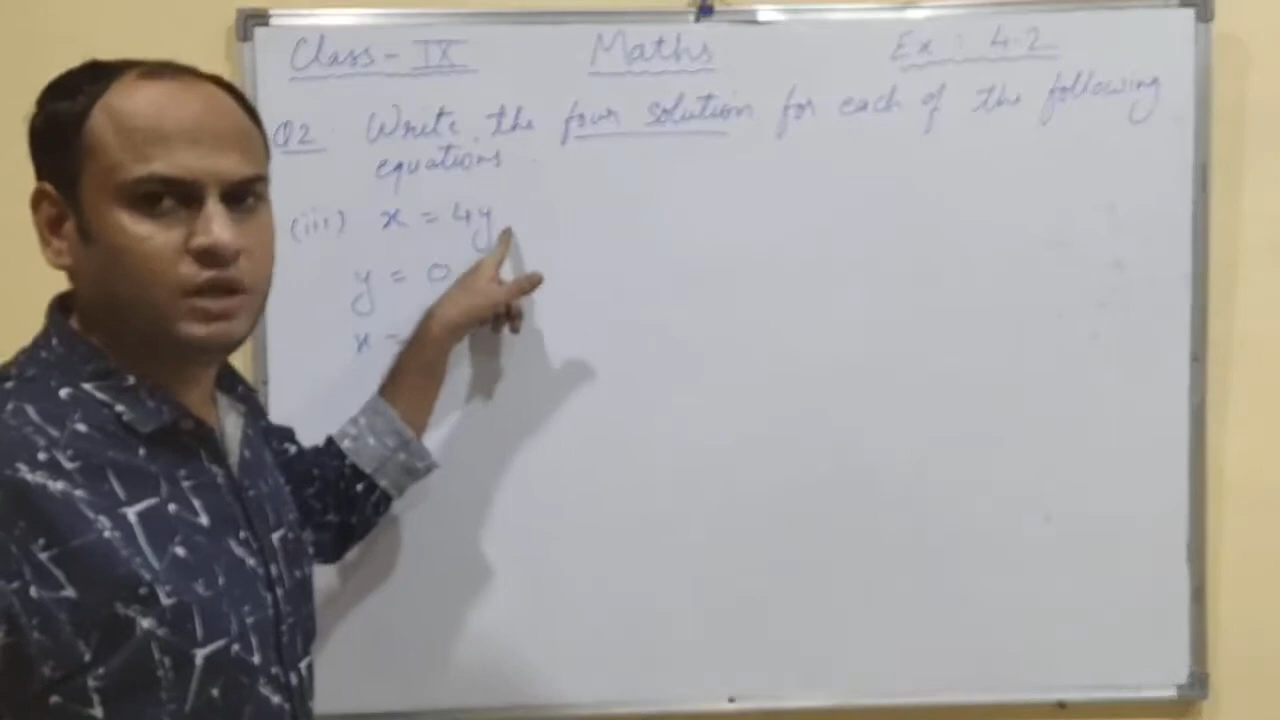 Class - IX Maths Ex : 4.2
Q2 Write the four solution for each of the following
equations
(iii) x = 4y
y = 0
x =